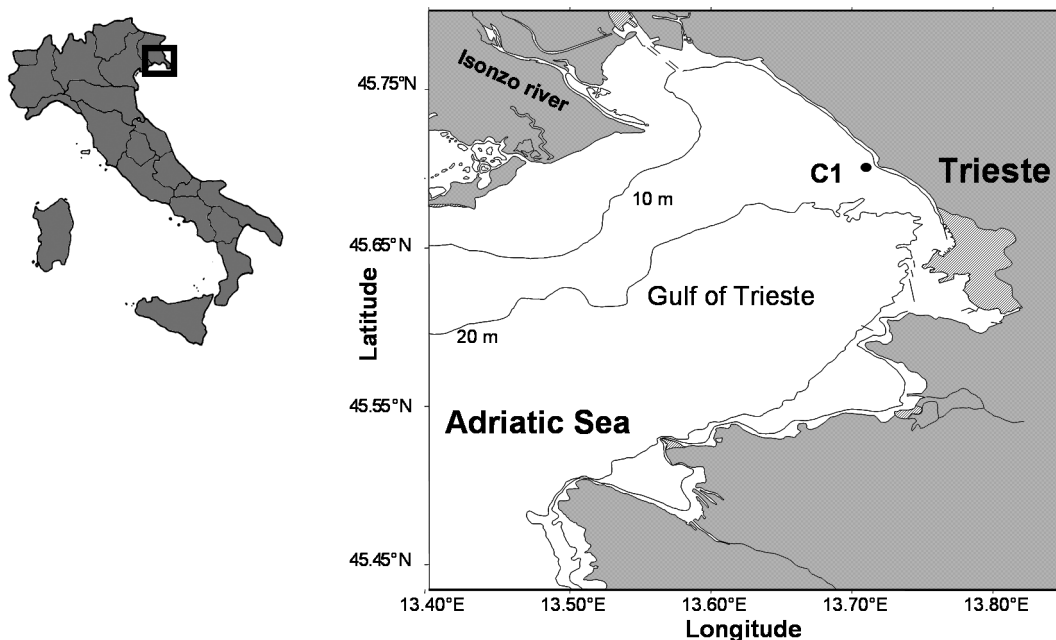 45.75°N
Isonzo river
C1
Trieste
10 m
45.65°N
Gulf of Trieste
Latitude
20 m
45.55°N
Adriatic Sea
45.45°N
13.40°E
13.50°E
13.60°E
13.70°E
13.80°E
Longitude